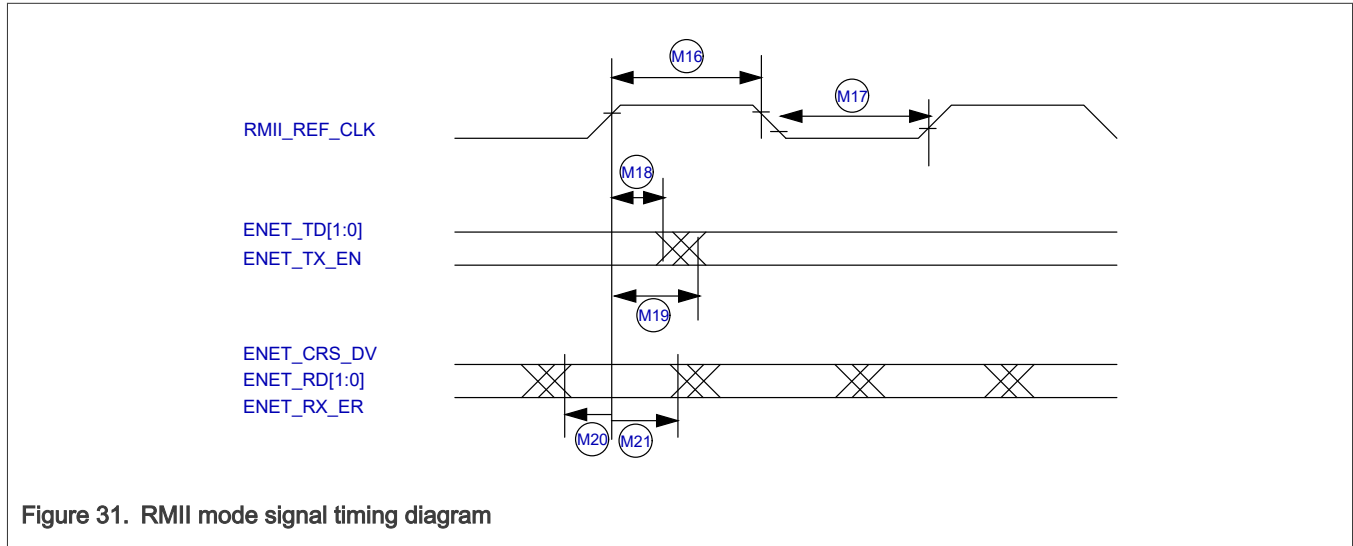 M16
M17
RMII_REF_CLK
M18
ENET_TD[1:0]
ENET_TX_EN
M19
ENET_CRS_DV
ENET_RD[1:0]
ENET_RX_ER
M20 M21
Figure 31. RMII mode signal timing diagram